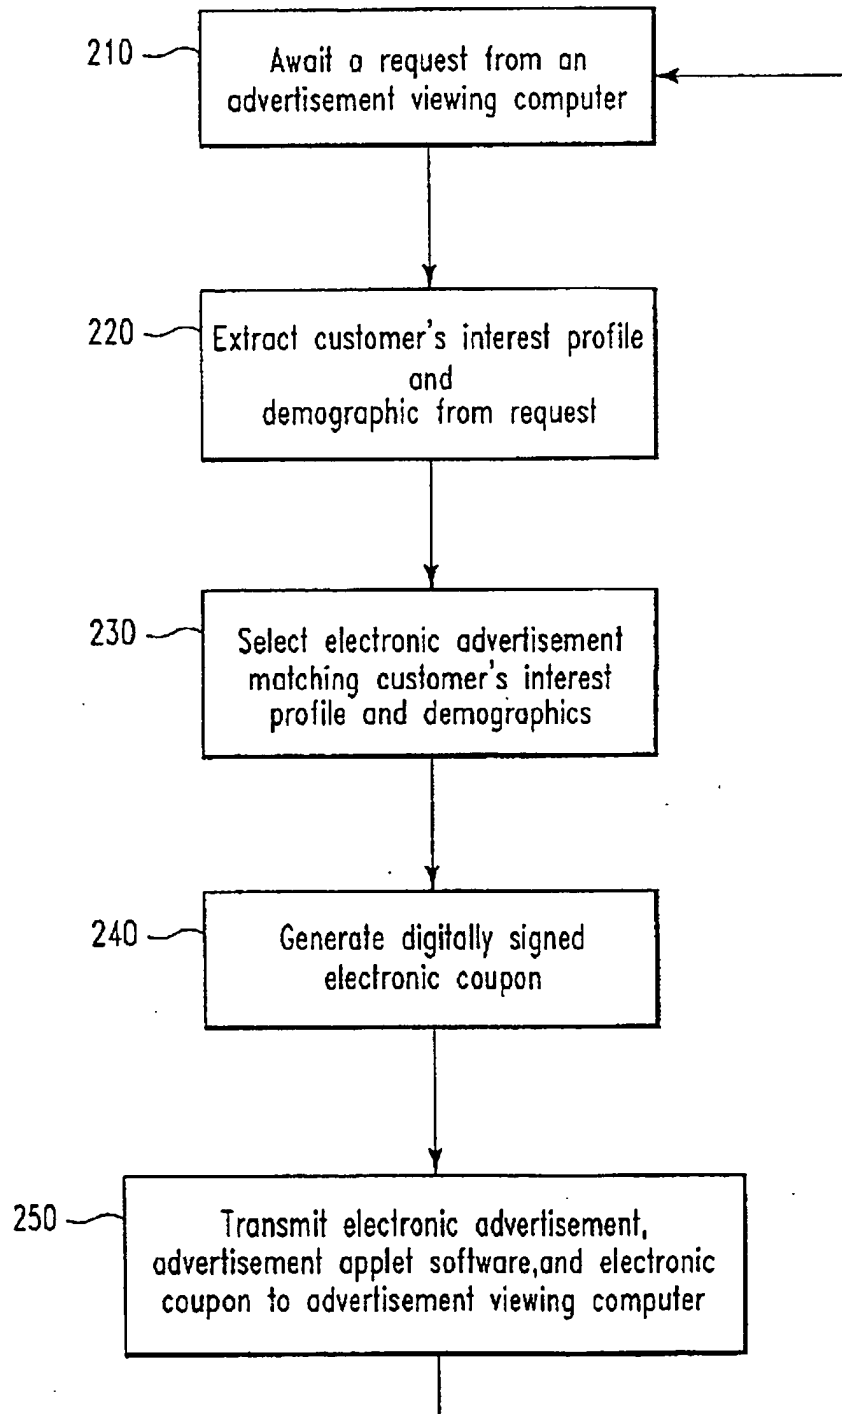 210
Await a request from an
advertisement viewing computer
220
Extract customer's interest profile
and
demographic from request
230
Select electronic advertisement
matching customer's interest
profile and demographics
240
Generate digitally signed
electronic coupon
250
Transmit electronic advertisement,
advertisement applet software,and electronic
coupon to advertisement viewing computer